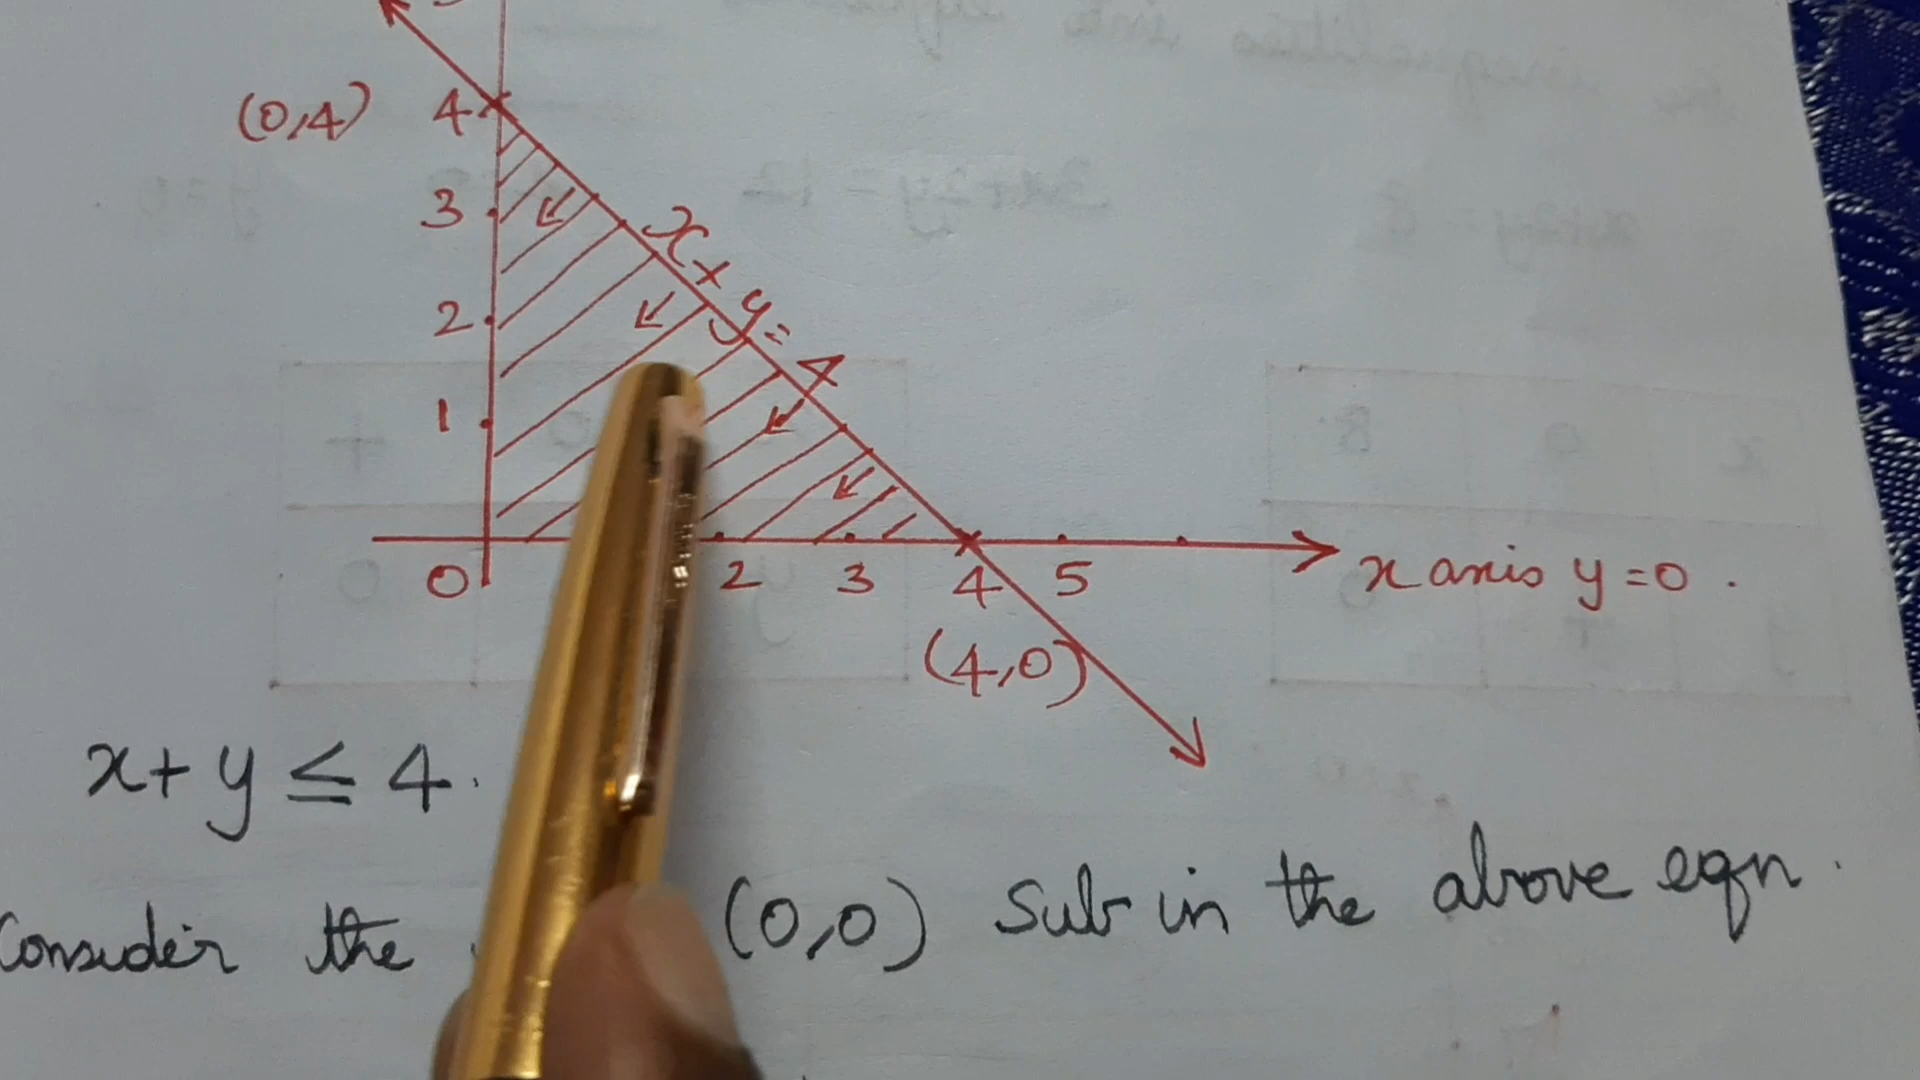 (0,4) 4
3
x+y=4
2
1
0 2 3 4 5 x axis y=0.
(4,0)
x+y ≤ 4.
Consider the (0,0) Sub in the above eqn.